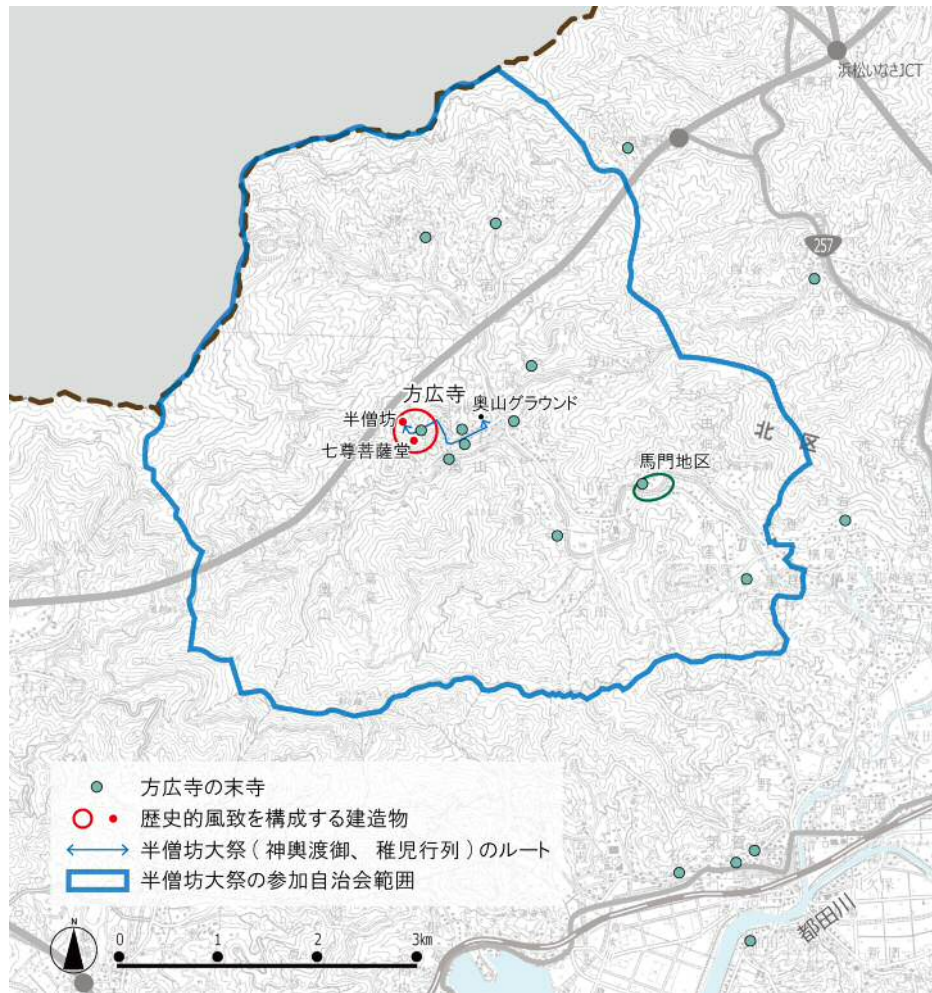 浜松いなさJCT
257
方広寺
半僧坊
奥山グラウンド
七尊菩薩堂
北区
馬門地区
方広寺の末寺
歴史的風致を構成する建造物
半僧坊大祭(神輿渡御、稚児行列)のルート
半僧坊大祭の参加自治会範囲
都田川
N
0 1 2 3km